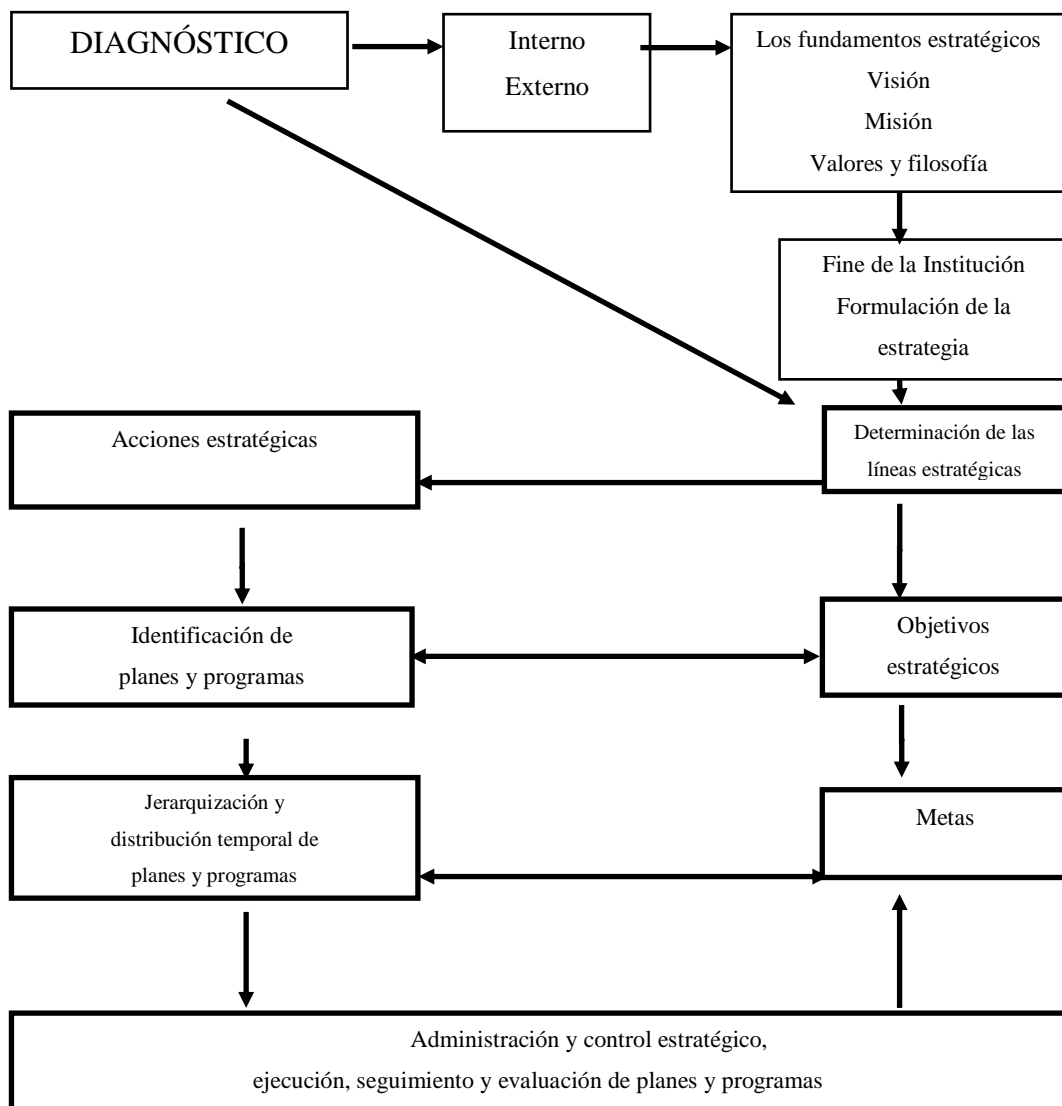 DIAGNÓSTICO
Interno
Externo
Los fundamentos estratégicos
Visión
Misión
Valores y filosofía
Fine de la Institución
Formulación de la
estrategia
Acciones estratégicas
Determinación de las
líneas estratégicas
Identificación de
planes y programas
Objetivos
estratégicos
Jerarquización y
distribución temporal de
planes y programas
Metas
Administración y control estratégico,
ejecución, seguimiento y evaluación de planes y programas